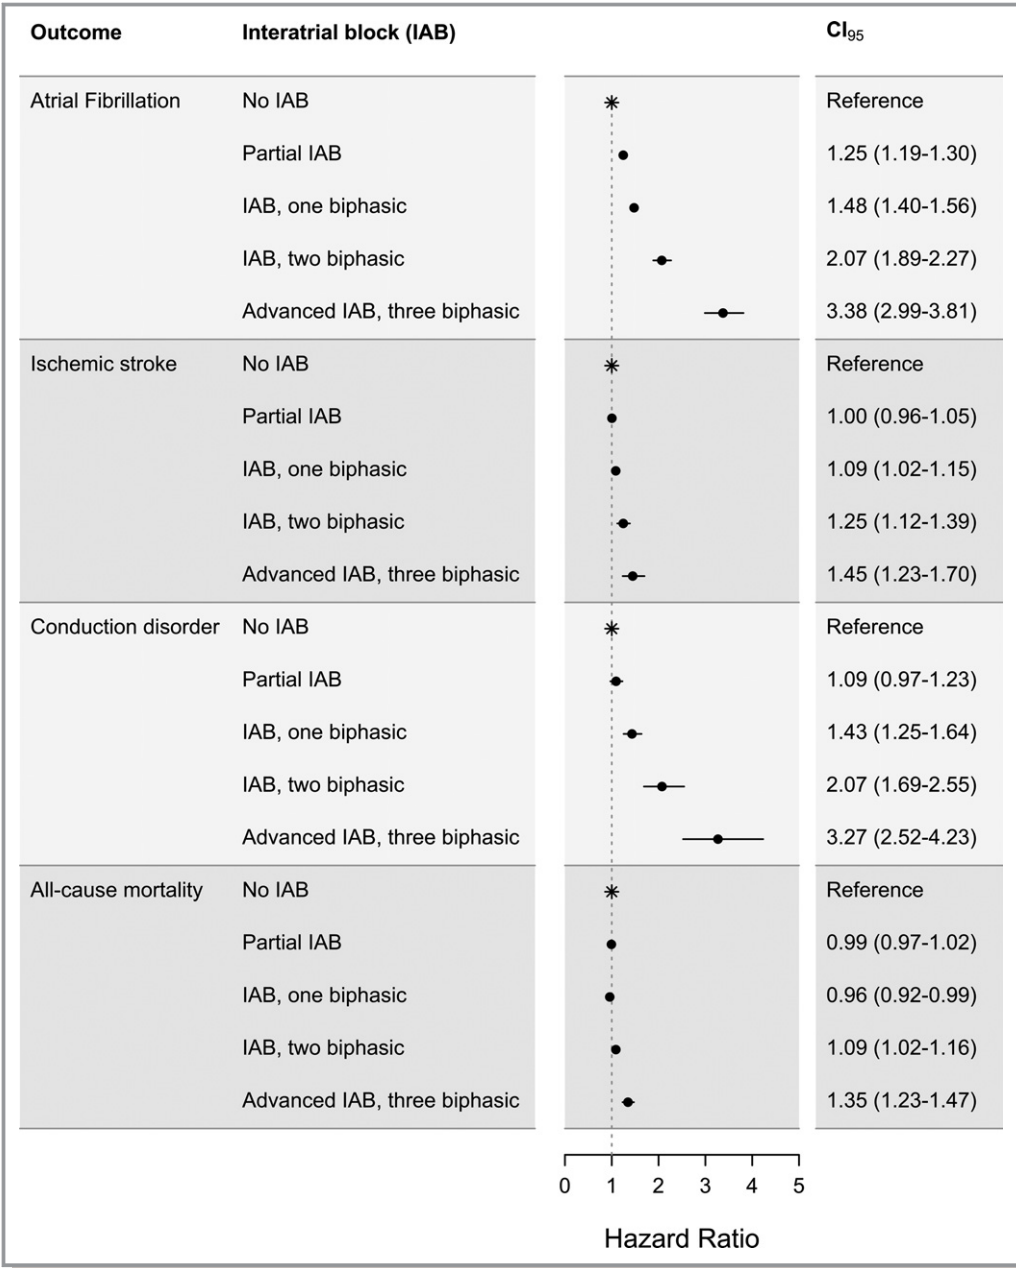 Outcome Interatrial block (IAB) CI95
Atrial Fibrillation No IAB Reference
Partial IAB 1.25 (1.19-1.30)
IAB, one biphasic 1.48 (1.40-1.56)
IAB, two biphasic 2.07 (1.89-2.27)
Advanced IAB, three biphasic 3.38 (2.99-3.81)
Ischemic stroke No IAB Reference
Partial IAB 1.00 (0.96-1.05)
IAB, one biphasic 1.09 (1.02-1.15)
IAB, two biphasic 1.25 (1.12-1.39)
Advanced IAB, three biphasic 1.45 (1.23-1.70)
Conduction disorder No IAB Reference
Partial IAB 1.09 (0.97-1.23)
IAB, one biphasic 1.43 (1.25-1.64)
IAB, two biphasic 2.07 (1.69-2.55)
Advanced IAB, three biphasic 3.27 (2.52-4.23)
All-cause mortality No IAB Reference
Partial IAB 0.99 (0.97-1.02)
IAB, one biphasic 0.96 (0.92-0.99)
IAB, two biphasic 1.09 (1.02-1.16)
Advanced IAB, three biphasic 1.35 (1.23-1.47)
0 1 2 3 4 5
Hazard Ratio